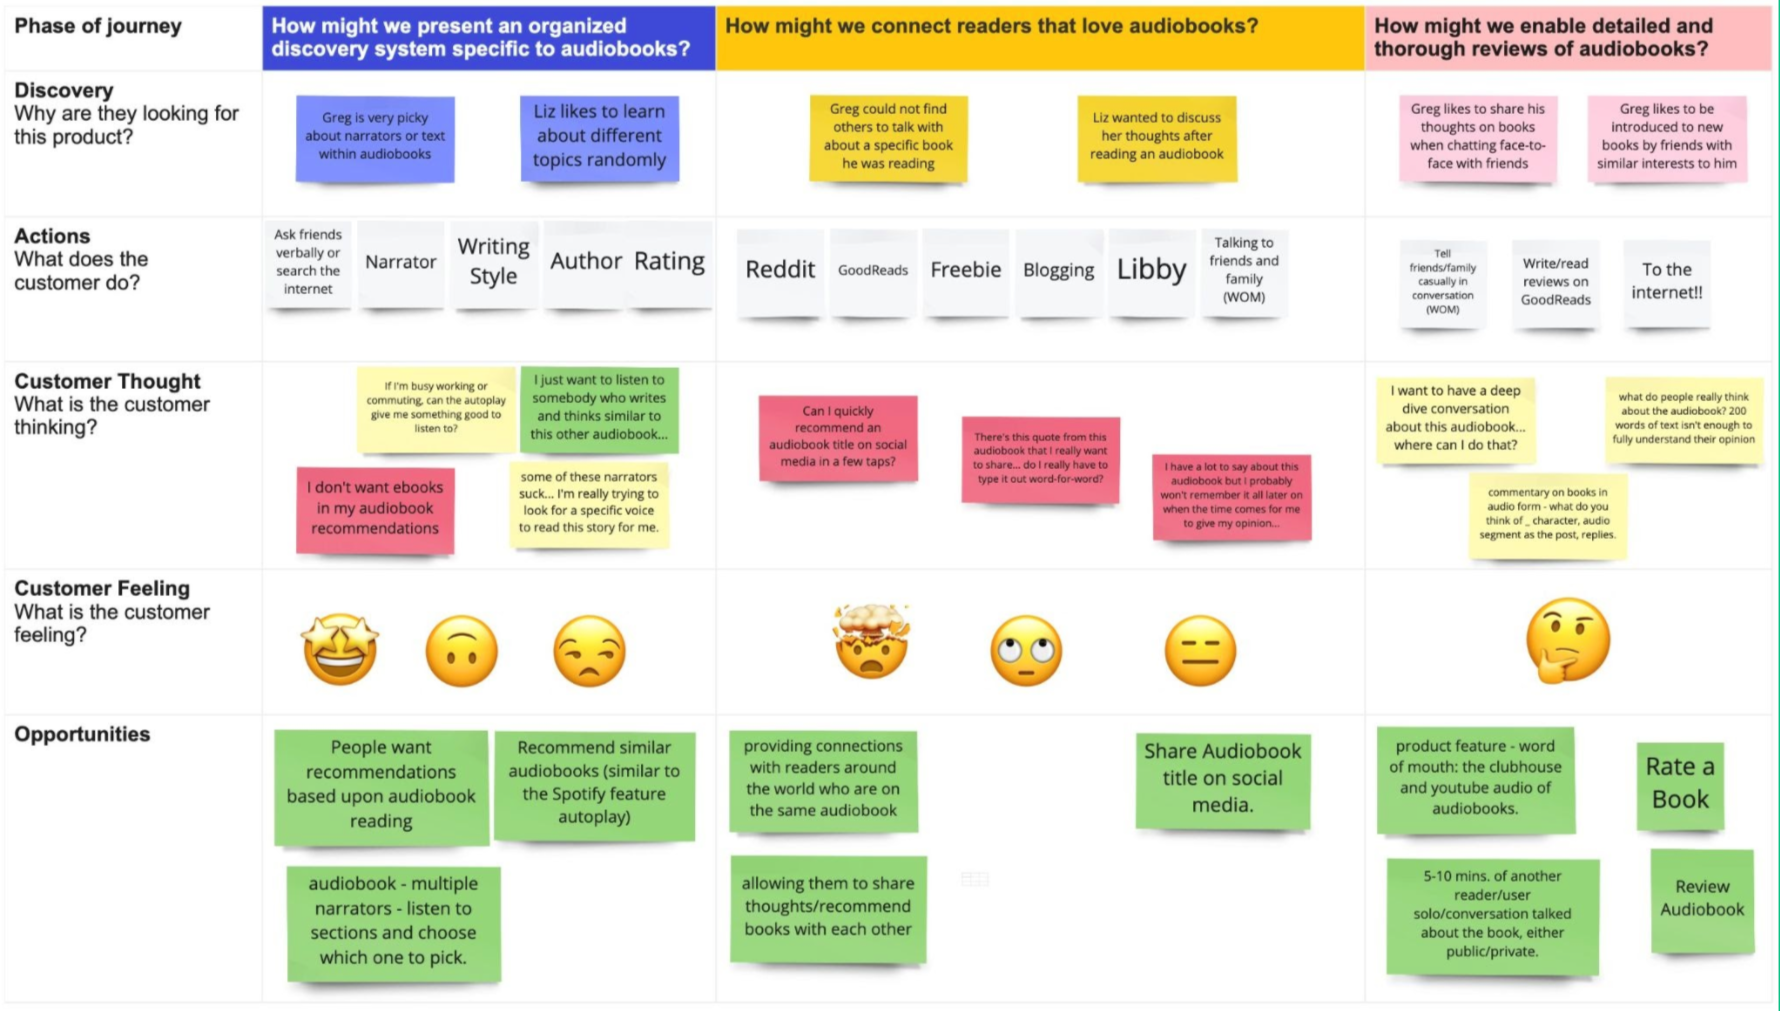 Phase of journey
How might we present an organized
discovery system specific to audiobooks?
How might we connect readers that love audiobooks?
How might we enable detailed and
thorough reviews of audiobooks?
Discovery
Why are they looking for
this product?
Greg is very picky
about narrators or text
within audiobooks
Liz likes to learn
about different
topics randomly
Greg could not find
others to talk with
about a specific book
he was reading
Liz wanted to discuss
her thoughts after
reading an audiobook
Greg likes to share his
thoughts on books
when chatting face-to-
face with friends
Greg likes to be
introduced to new
books by friends with
similar interests to him
Actions
What does the
customer do?
Ask friends
verbally or
search the
internet
Narrator
Writing
Style
Author
Rating
Reddit
GoodReads
Freebie
Blogging
Libby
Talking to
friends and
family
(WOM)
Tell
friends/family
casually in
conversation
(WOM)
Write/read
reviews on
GoodReads
To the
internet!!
Customer Thought
What is the customer
thinking?
If I'm busy working or
commuting, can the autoplay
give me something good to
listen to?
I just want to listen to
somebody who writes
and thinks similar to
this other audiobook...
I don't want ebooks
in my audiobook
recommendations
some of these narrators
suck... I'm really trying to
look for a specific voice
to read this story for me.
Can I quickly
recommend an
audiobook title on social
media in a few taps?
There's this quote from this
audiobook that I really want
to share... do I really have to
type it out word-for-word?
I have a lot to say about this
audiobook but I probably
won't remember it all later on
when the time comes for me
to give my opinion...
I want to have a deep
dive conversation
about this audiobook...
where can I do that?
what do people really think
about the audiobook? 200
words of text isn't enough to
fully understand their opinion
commentary on books in
audio form - what do you
think of _ character, audio
segment as the post, replies.
Customer Feeling
What is the customer
feeling?
Opportunities
People want
recommendations
based upon audiobook
reading
Recommend similar
audiobooks (similar to
the Spotify feature
autoplay)
audiobook - multiple
narrators - listen to
sections and choose
which one to pick.
providing connections
with readers around
the world who are on
the same audiobook
Share Audiobook
title on social
media.
allowing them to share
thoughts/recommend
books with each other
product feature - word
of mouth: the clubhouse
and youtube audio of
audiobooks.
Rate a
Book
5-10 mins. of another
reader/user
solo/conversation talked
about the book, either
public/private.
Review
Audiobook